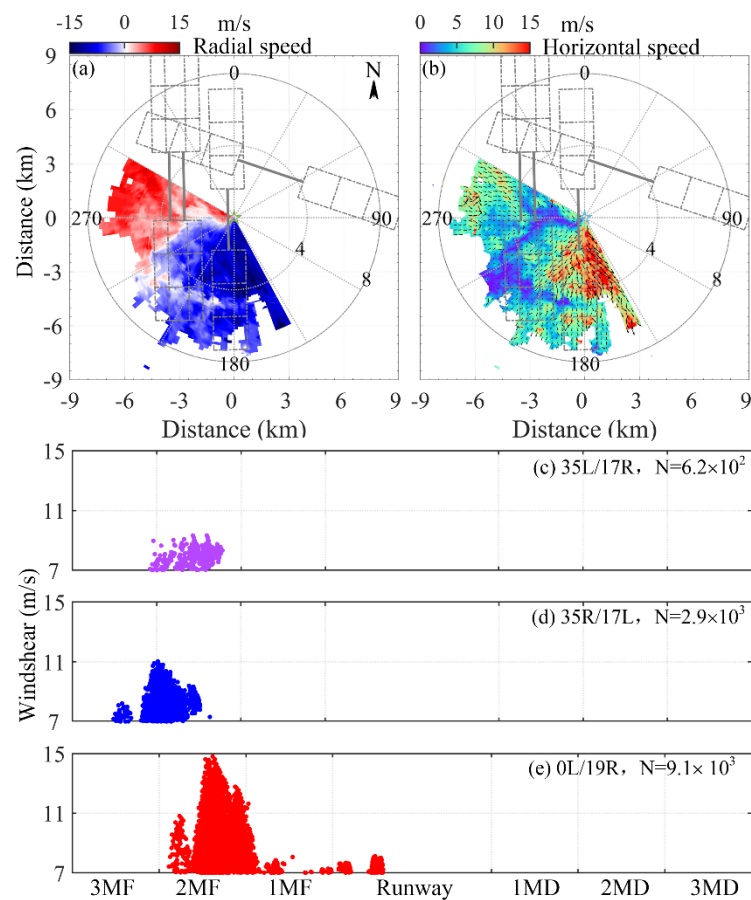 -15 0 15 m/s
Radial speed
0 5 10 15 m/s
Horizontal speed
9
6
3
0
-3
-6
-9
Distance (km)
(a)
N
0
270
90
4
8
180
-9 -6 -3 0 3 6 9
Distance (km)
(b)
0
270
90
4
8
180
-9 -6 -3 0 3 6 9
Distance (km)
Windshear (m/s)
15
11
7
(c) 35L/17R, N=6.2×10²
15
11
7
(d) 35R/17L, N=2.9×10³
15
11
7
(e) 0L/19R, N=9.1× 10³
3MF 2MF 1MF Runway 1MD 2MD 3MD